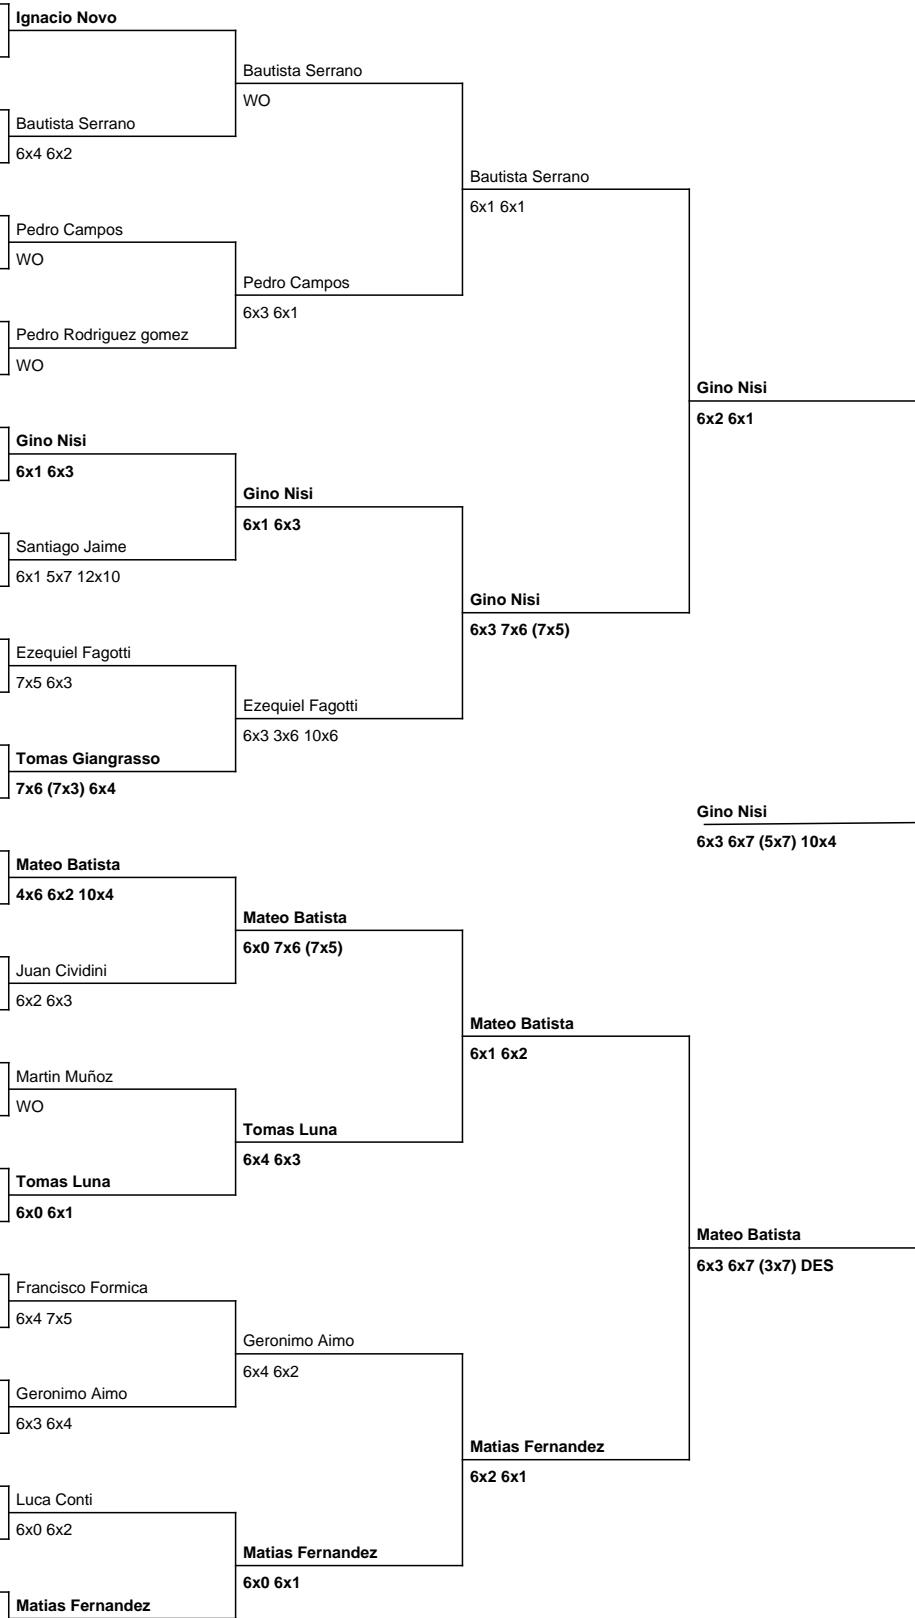 Ignacio Novo
Bautista Serrano
WO
Bautista Serrano
6x4 6x2
Bautista Serrano
6x1 6x1
Pedro Campos
WO
Pedro Campos
6x3 6x1
Pedro Rodriguez gomez
WO
Gino Nisi
6x2 6x1
Gino Nisi
6x1 6x3
Gino Nisi
6x1 6x3
Santiago Jaime
6x1 5x7 12x10
Gino Nisi
6x3 7x6 (7x5)
Ezequiel Fagotti
7x5 6x3
Ezequiel Fagotti
6x3 3x6 10x6
Tomas Giangrasso
7x6 (7x3) 6x4
Gino Nisi
6x3 6x7 (5x7) 10x4
Mateo Batista
4x6 6x2 10x4
Mateo Batista
6x0 7x6 (7x5)
Juan Cividini
6x2 6x3
Mateo Batista
6x1 6x2
Martin Muñoz
WO
Tomas Luna
6x4 6x3
Tomas Luna
6x0 6x1
Mateo Batista
6x3 6x7 (3x7) DES
Francisco Formica
6x4 7x5
Geronimo Aimo
6x4 6x2
Geronimo Aimo
6x3 6x4
Matias Fernandez
6x2 6x1
Luca Conti
6x0 6x2
Matias Fernandez
6x0 6x1
Matias Fernandez